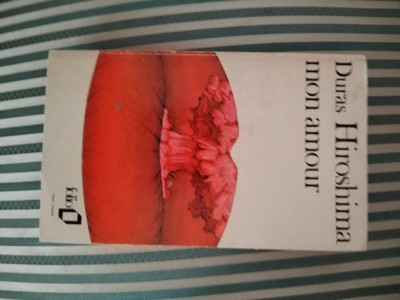 Duras Hiroshima
mon amour
folio